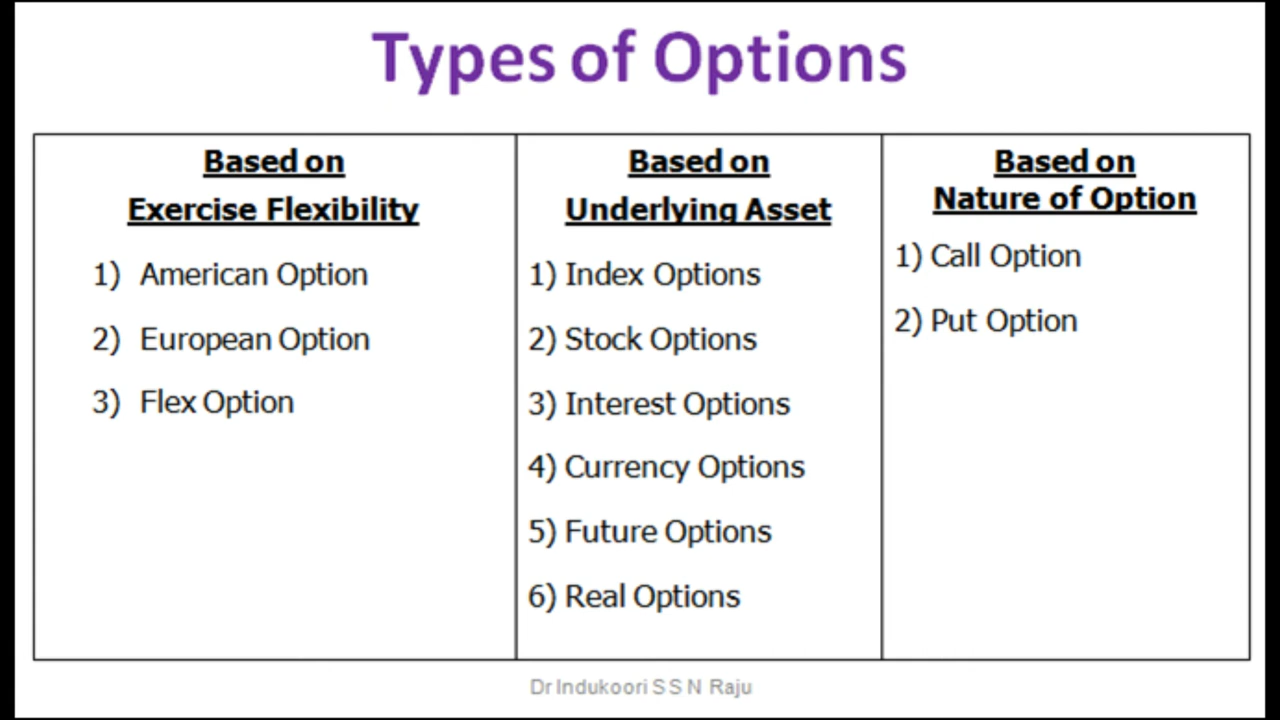 Types of Options
Based on
Exercise Flexibility
1) American Option
2) European Option
3) Flex Option
Based on
Underlying Asset
1) Index Options
2) Stock Options
3) Interest Options
4) Currency Options
5) Future Options
6) Real Options
Based on
Nature of Option
1) Call Option
2) Put Option
Dr Indukoori S S N Raju